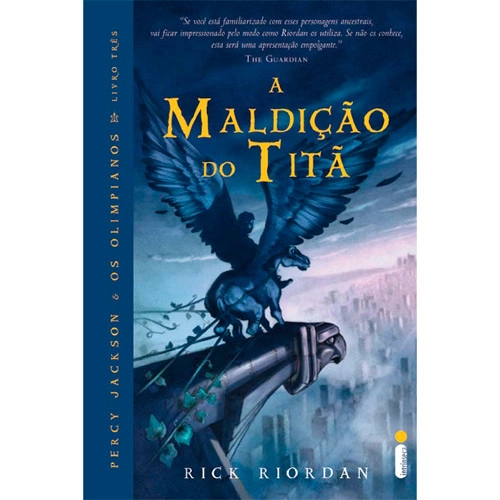 "Se você está familiarizado com esses personagens ancestrais,
vai ficar impressionado pelo modo como Riordan os utiliza. Se não os conhece,
esta será uma apresentação empolgante."
THE GUARDIAN
A
MALDIÇÃO
DO TITÃ
PERCY JACKSON & OS OLIMPIANOS LIVRO TRÊS
RICK RIORDAN
intrínseca